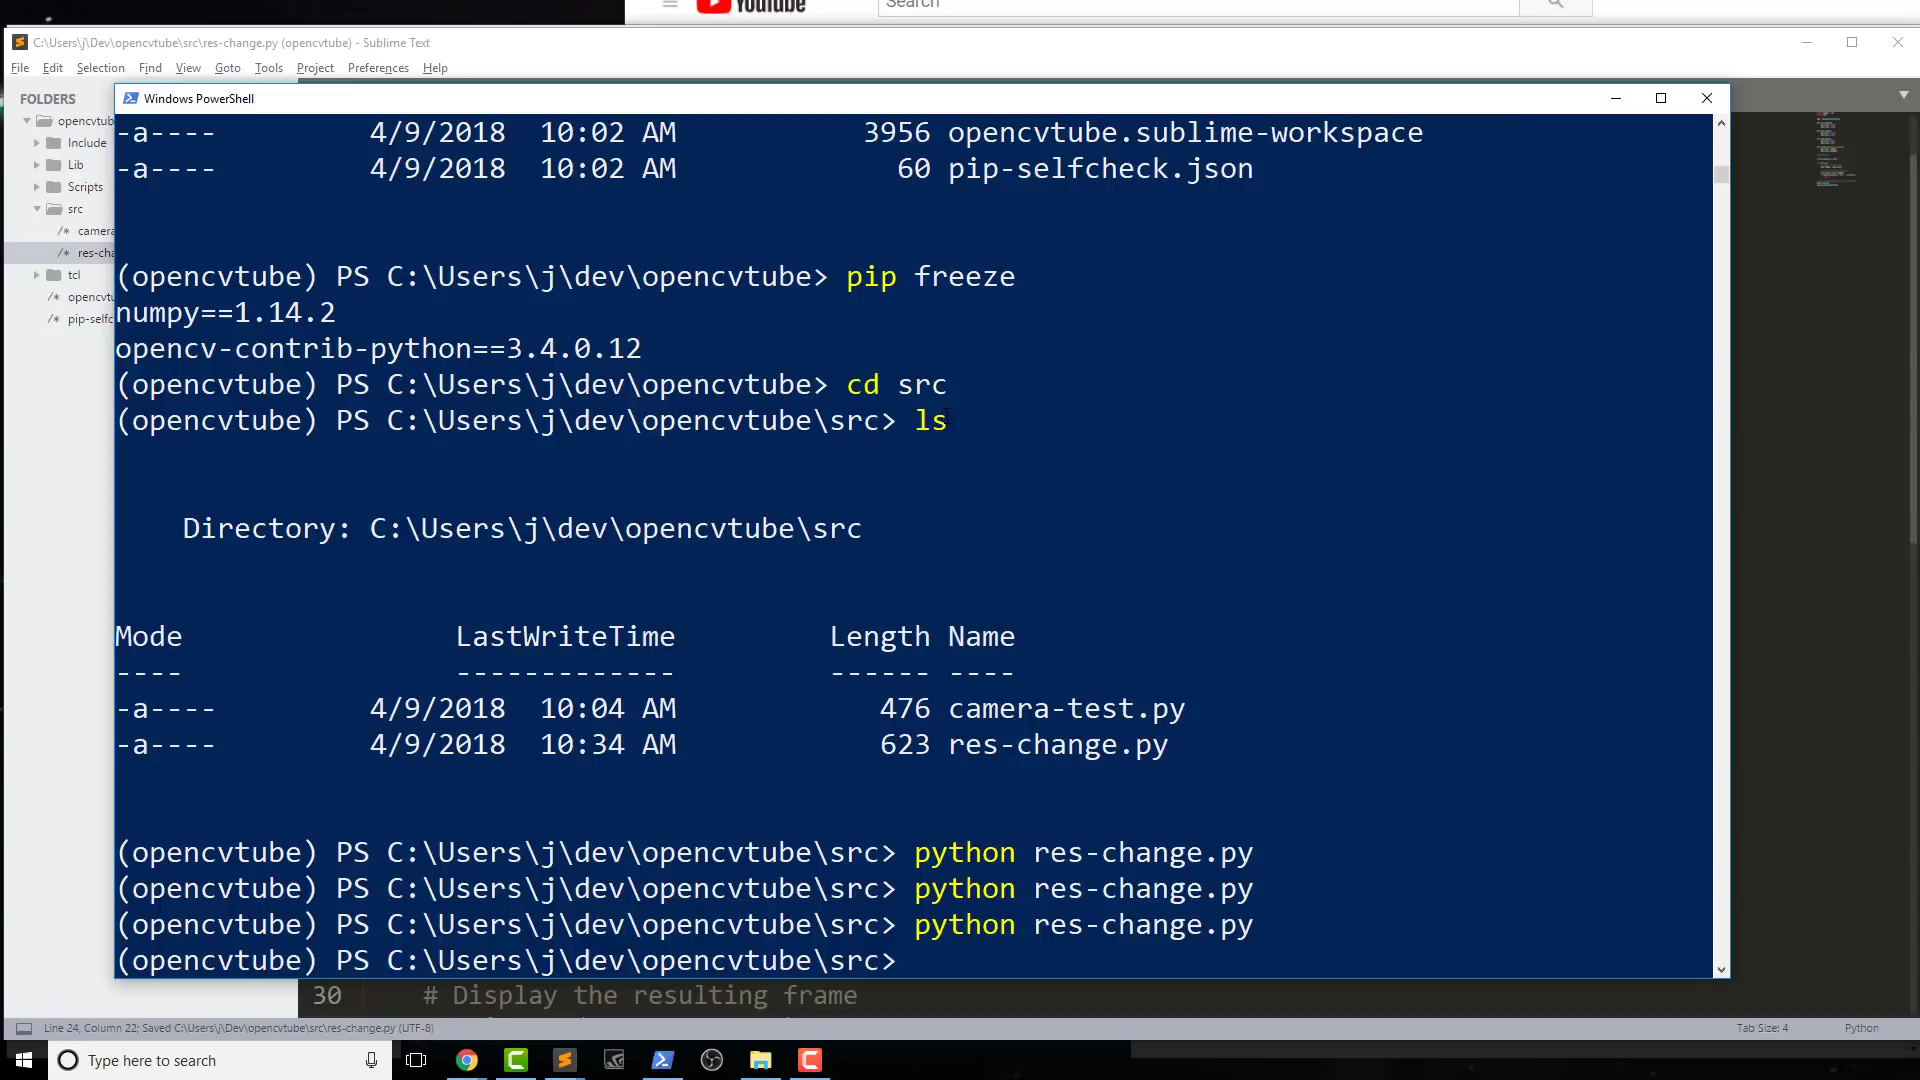 YouTube
Search
C:\Users\j\Dev\opencvtube\src\res-change.py (opencvtube) - Sublime Text
File Edit Selection Find View Goto Tools Project Preferences Help
FOLDERS
opencvtub
Include
Lib
Scripts
src
/* camera
/* res-cha
tcl
/* opencvtu
/* pip-selfc
Windows PowerShell
-a---- 4/9/2018 10:02 AM 3956 opencvtube.sublime-workspace
-a---- 4/9/2018 10:02 AM 60 pip-selfcheck.json
(opencvtube) PS C:\Users\j\dev\opencvtube> pip freeze
numpy==1.14.2
opencv-contrib-python==3.4.0.12
(opencvtube) PS C:\Users\j\dev\opencvtube> cd src
(opencvtube) PS C:\Users\j\dev\opencvtube\src> ls
Directory: C:\Users\j\dev\opencvtube\src
Mode LastWriteTime Length Name
---- ------------- ------ ----
-a---- 4/9/2018 10:04 AM 476 camera-test.py
-a---- 4/9/2018 10:34 AM 623 res-change.py
(opencvtube) PS C:\Users\j\dev\opencvtube\src> python res-change.py
(opencvtube) PS C:\Users\j\dev\opencvtube\src> python res-change.py
(opencvtube) PS C:\Users\j\dev\opencvtube\src> python res-change.py
(opencvtube) PS C:\Users\j\dev\opencvtube\src>
30 # Display the resulting frame
Line 24, Column 22; Saved C:\Users\j\Dev\opencvtube\src\res-change.py (UTF-8) Tab Size: 4 Python
Type here to search